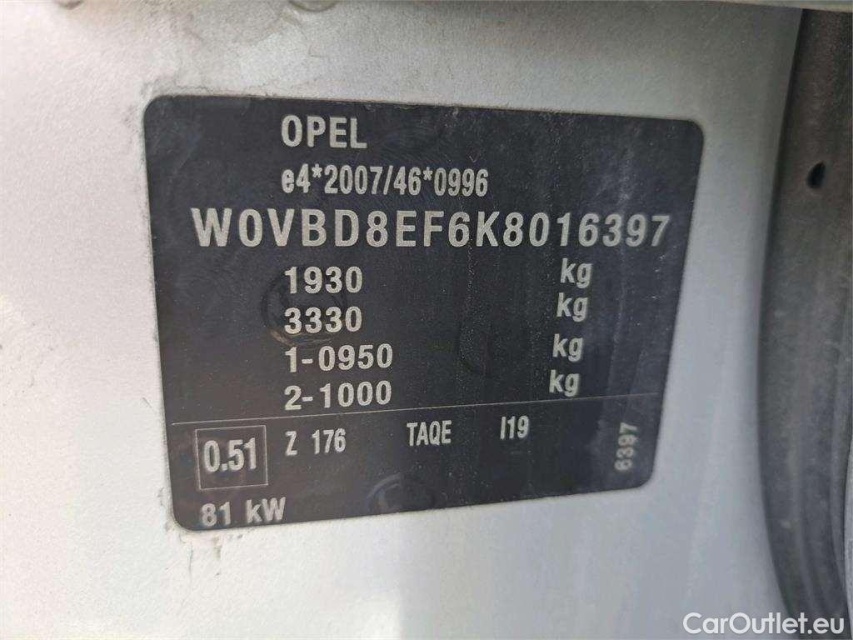 OPEL
e4*2007/46*0996
W0VBD8EF6K8016397
1930 kg
3330 kg
1-0950 kg
2-1000 kg
0.51 Z 176 TAQE I19
6397
81 kW
CarOutlet.eu